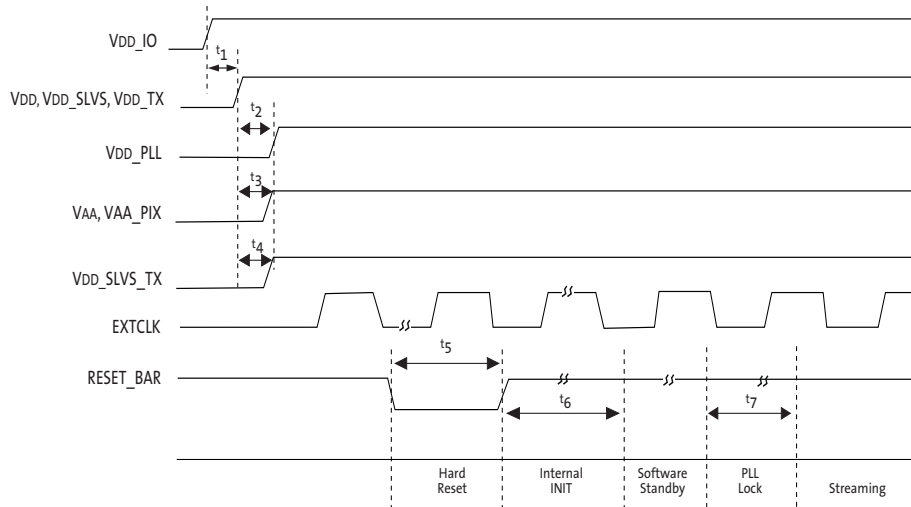 VDD_IO
t1
VDD, VDD_SLVS, VDD_TX
t2
VDD_PLL
t3
VAA, VAA_PIX
t4
VDD_SLVS_TX
EXTCLK
t5
RESET_BAR
t6
t7
Hard
Reset
Internal
INIT
Software
Standby
PLL
Lock
Streaming